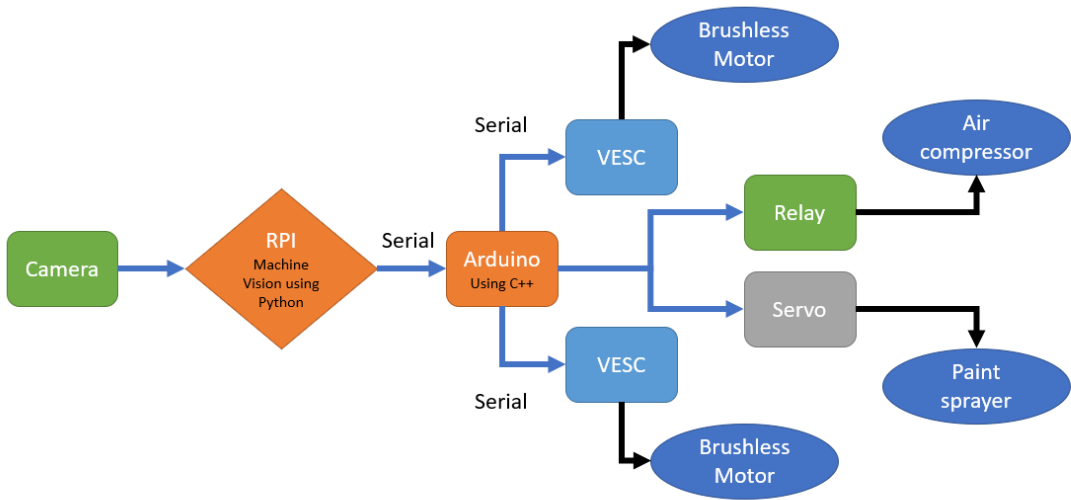 Brushless
Motor
Serial
VESC
Air
compressor
Relay
Camera
RPI
Machine
Vision using
Python
Serial
Arduino
Using C++
Servo
VESC
Serial
Paint
sprayer
Brushless
Motor